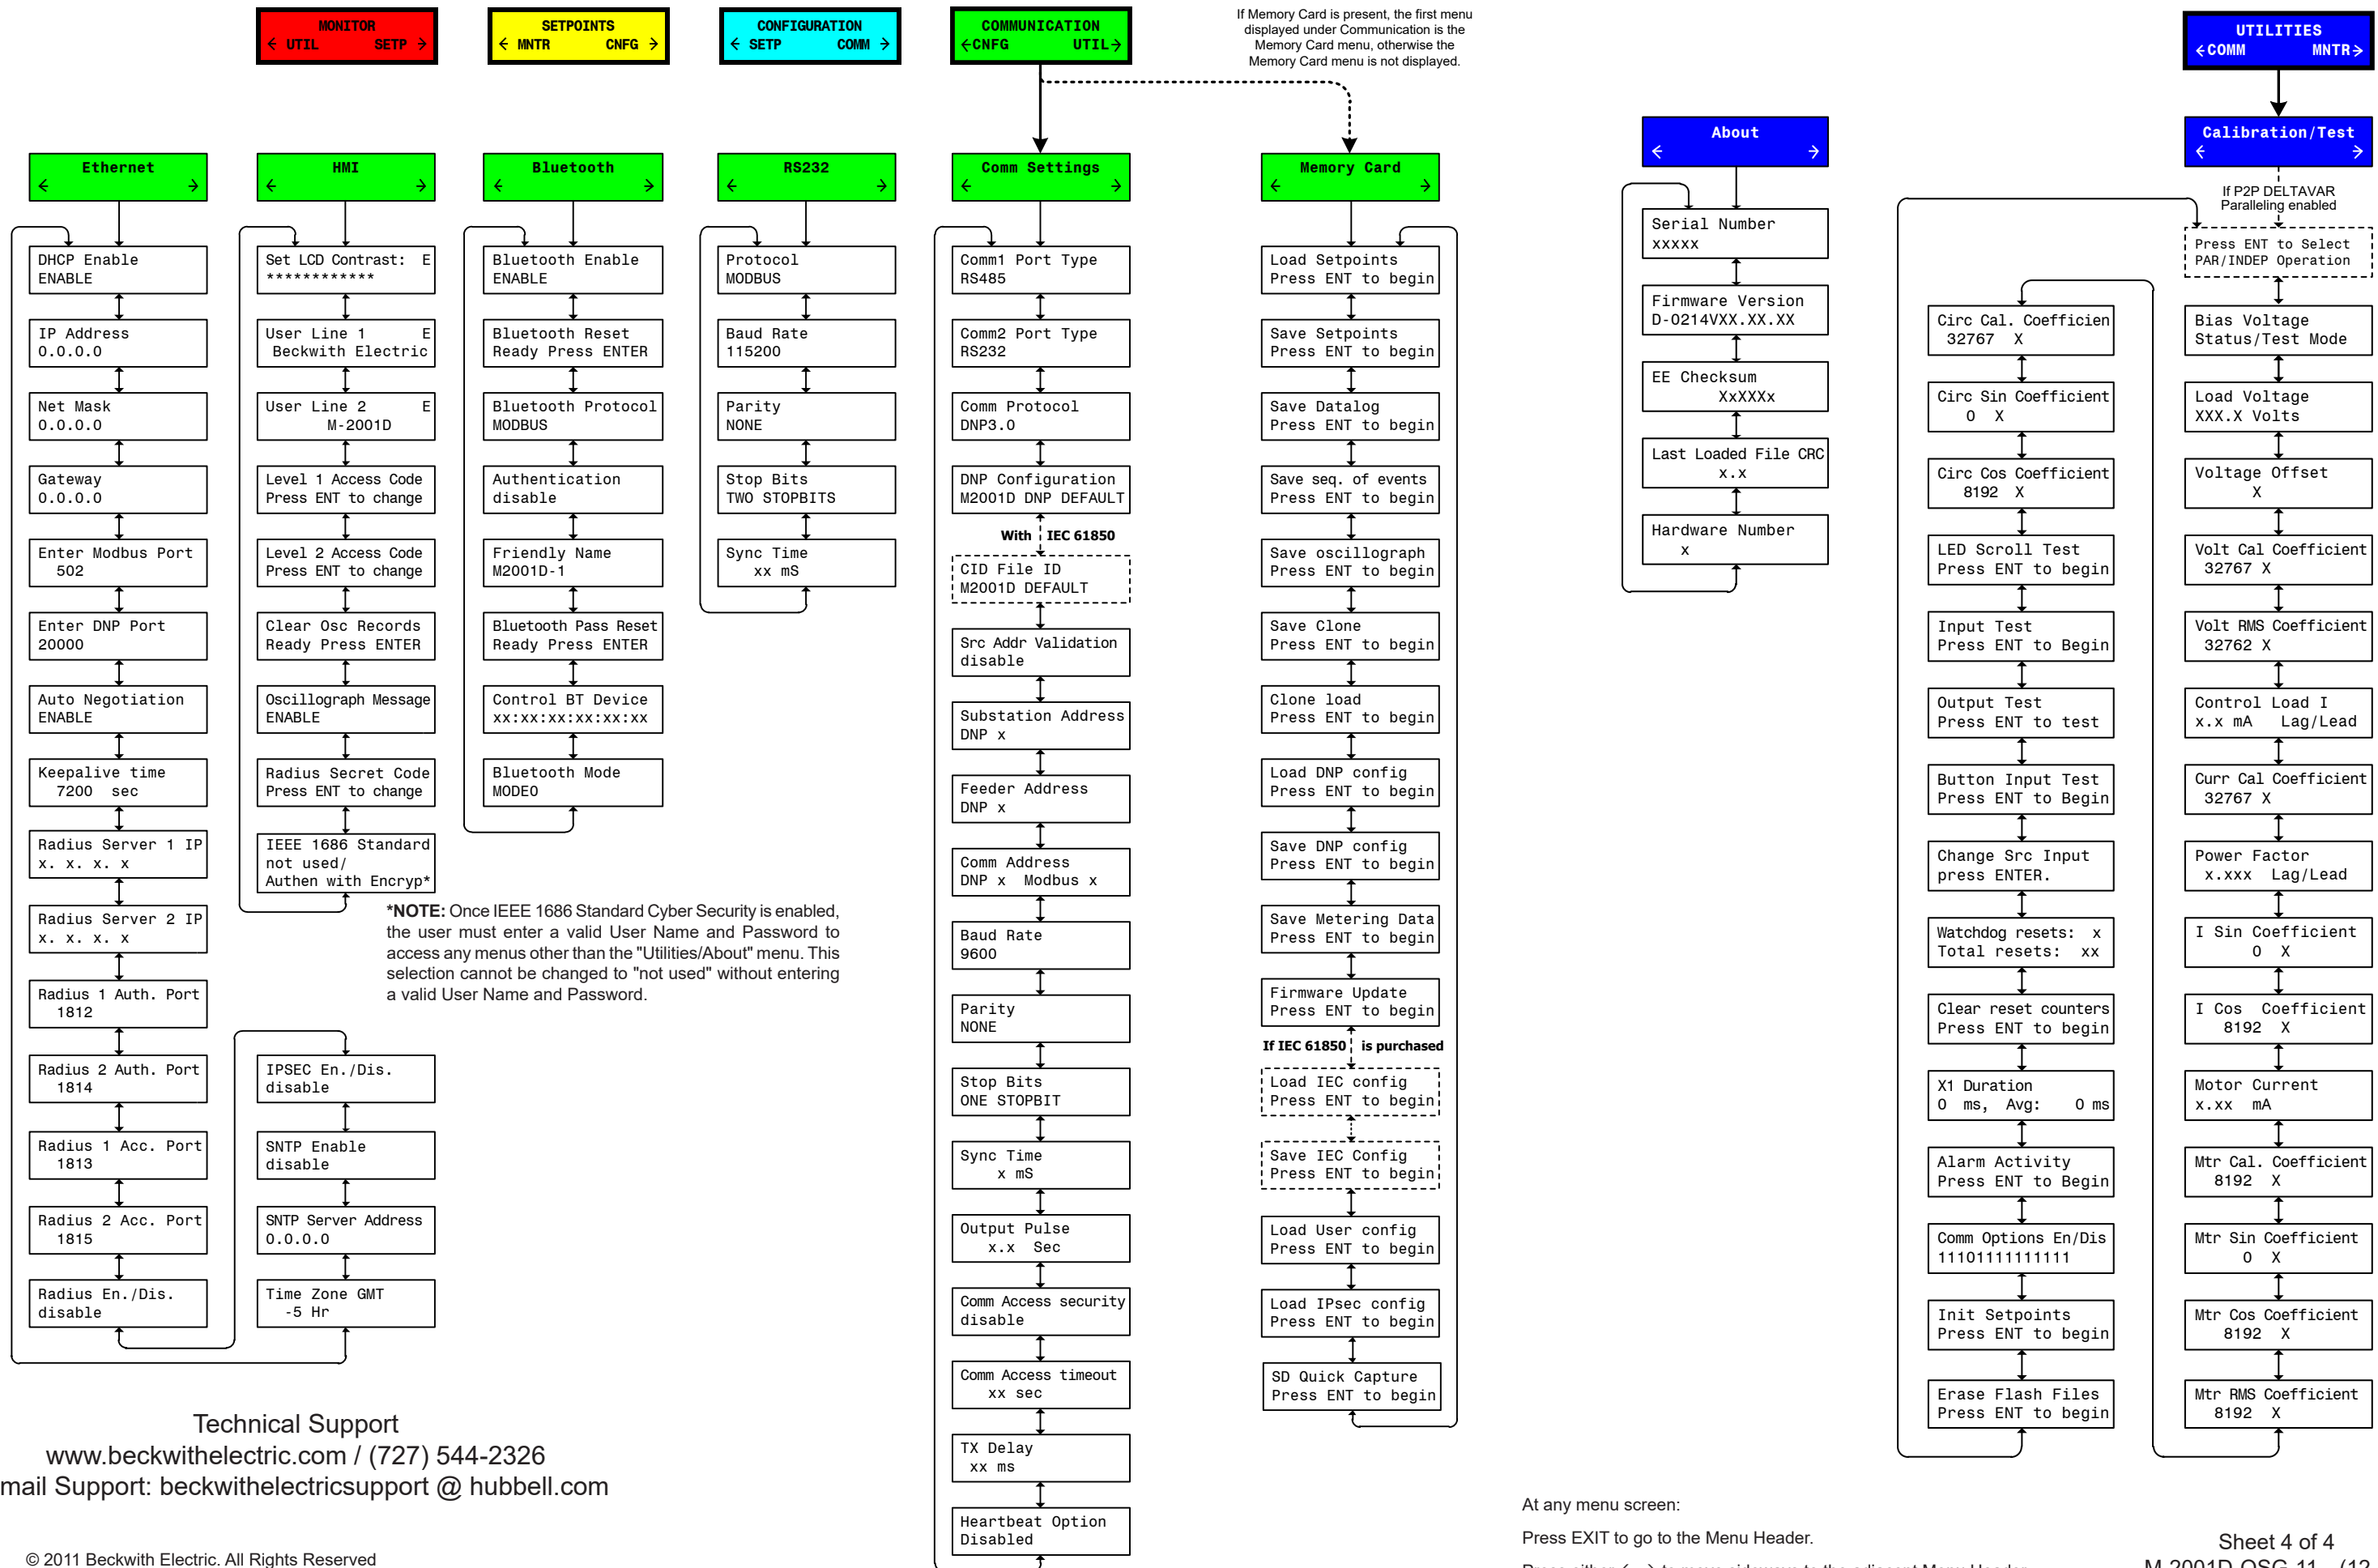 MONITOR
← UTIL SETP →
SETPOINTS
← MNTR CNFG →
CONFIGURATION
← SETP COMM →
COMMUNICATION
←CNFG UTIL→
If Memory Card is present, the first menu
displayed under Communication is the
Memory Card menu, otherwise the
Memory Card menu is not displayed.
UTILITIES
←COMM MNTR→
Ethernet
← →
DHCP Enable
ENABLE
IP Address
0.0.0.0
Net Mask
0.0.0.0
Gateway
0.0.0.0
Enter Modbus Port
502
Enter DNP Port
20000
Auto Negotiation
ENABLE
Keepalive time
7200 sec
Radius Server 1 IP
x. x. x. x
Radius Server 2 IP
x. x. x. x
Radius 1 Auth. Port
1812
Radius 2 Auth. Port
1814
Radius 1 Acc. Port
1813
Radius 2 Acc. Port
1815
Radius En./Dis.
disable
IPSEC En./Dis.
disable
SNTP Enable
disable
SNTP Server Address
0.0.0.0
Time Zone GMT
-5 Hr
HMI
← →
Set LCD Contrast: E
************
User Line 1 E
Beckwith Electric
User Line 2 E
M-2001D
Level 1 Access Code
Press ENT to change
Level 2 Access Code
Press ENT to change
Clear Osc Records
Ready Press ENTER
Oscillograph Message
ENABLE
Radius Secret Code
Press ENT to change
IEEE 1686 Standard
not used/
Authen with Encryp*
*NOTE: Once IEEE 1686 Standard Cyber Security is enabled,
the user must enter a valid User Name and Password to
access any menus other than the "Utilities/About" menu. This
selection cannot be changed to "not used" without entering
a valid User Name and Password.
Bluetooth
← →
Bluetooth Enable
ENABLE
Bluetooth Reset
Ready Press ENTER
Bluetooth Protocol
MODBUS
Authentication
disable
Friendly Name
M2001D-1
Bluetooth Pass Reset
Ready Press ENTER
Control BT Device
xx:xx:xx:xx:xx:xx
Bluetooth Mode
MODE0
RS232
← →
Protocol
MODBUS
Baud Rate
115200
Parity
NONE
Stop Bits
TWO STOPBITS
Sync Time
xx mS
Comm Settings
← →
Comm1 Port Type
RS485
Comm2 Port Type
RS232
Comm Protocol
DNP3.0
DNP Configuration
M2001D DNP DEFAULT
With IEC 61850
CID File ID
M2001D DEFAULT
Src Addr Validation
disable
Substation Address
DNP x
Feeder Address
DNP x
Comm Address
DNP x Modbus x
Baud Rate
9600
Parity
NONE
Stop Bits
ONE STOPBIT
Sync Time
x mS
Output Pulse
x.x Sec
Comm Access security
disable
Comm Access timeout
xx sec
TX Delay
xx ms
Heartbeat Option
Disabled
Memory Card
← →
Load Setpoints
Press ENT to begin
Save Setpoints
Press ENT to begin
Save Datalog
Press ENT to begin
Save seq. of events
Press ENT to begin
Save oscillograph
Press ENT to begin
Save Clone
Press ENT to begin
Clone load
Press ENT to begin
Load DNP config
Press ENT to begin
Save DNP config
Press ENT to begin
Save Metering Data
Press ENT to begin
Firmware Update
Press ENT to begin
If IEC 61850 is purchased
Load IEC config
Press ENT to begin
Save IEC Config
Press ENT to begin
Load User config
Press ENT to begin
Load IPsec config
Press ENT to begin
SD Quick Capture
Press ENT to begin
About
← →
Serial Number
xxxxx
Firmware Version
D-0214VXX.XX.XX
EE Checksum
XxXXXx
Last Loaded File CRC
x.x
Hardware Number
x
Calibration/Test
← →
If P2P DELTAVAR
Paralleling enabled
Press ENT to Select
PAR/INDEP Operation
Bias Voltage
Status/Test Mode
Load Voltage
XXX.X Volts
Voltage Offset
X
Volt Cal Coefficient
32767 X
Volt RMS Coefficient
32762 X
Control Load I
x.x mA Lag/Lead
Curr Cal Coefficient
32767 X
Power Factor
x.xxx Lag/Lead
I Sin Coefficient
0 X
I Cos Coefficient
8192 X
Motor Current
x.xx mA
Mtr Cal. Coefficient
8192 X
Mtr Sin Coefficient
0 X
Mtr Cos Coefficient
8192 X
Mtr RMS Coefficient
8192 X
Circ Cal. Coefficien
32767 X
Circ Sin Coefficient
0 X
Circ Cos Coefficient
8192 X
LED Scroll Test
Press ENT to begin
Input Test
Press ENT to Begin
Output Test
Press ENT to test
Button Input Test
Press ENT to Begin
Change Src Input
press ENTER.
Watchdog resets: x
Total resets: xx
Clear reset counters
Press ENT to begin
X1 Duration
0 ms, Avg: 0 ms
Alarm Activity
Press ENT to Begin
Comm Options En/Dis
11101111111111
Init Setpoints
Press ENT to begin
Erase Flash Files
Press ENT to begin
Technical Support
www.beckwithelectric.com / (727) 544-2326
mail Support: beckwithelectricsupport @ hubbell.com
© 2011 Beckwith Electric. All Rights Reserved
At any menu screen:
Press EXIT to go to the Menu Header.
Sheet 4 of 4